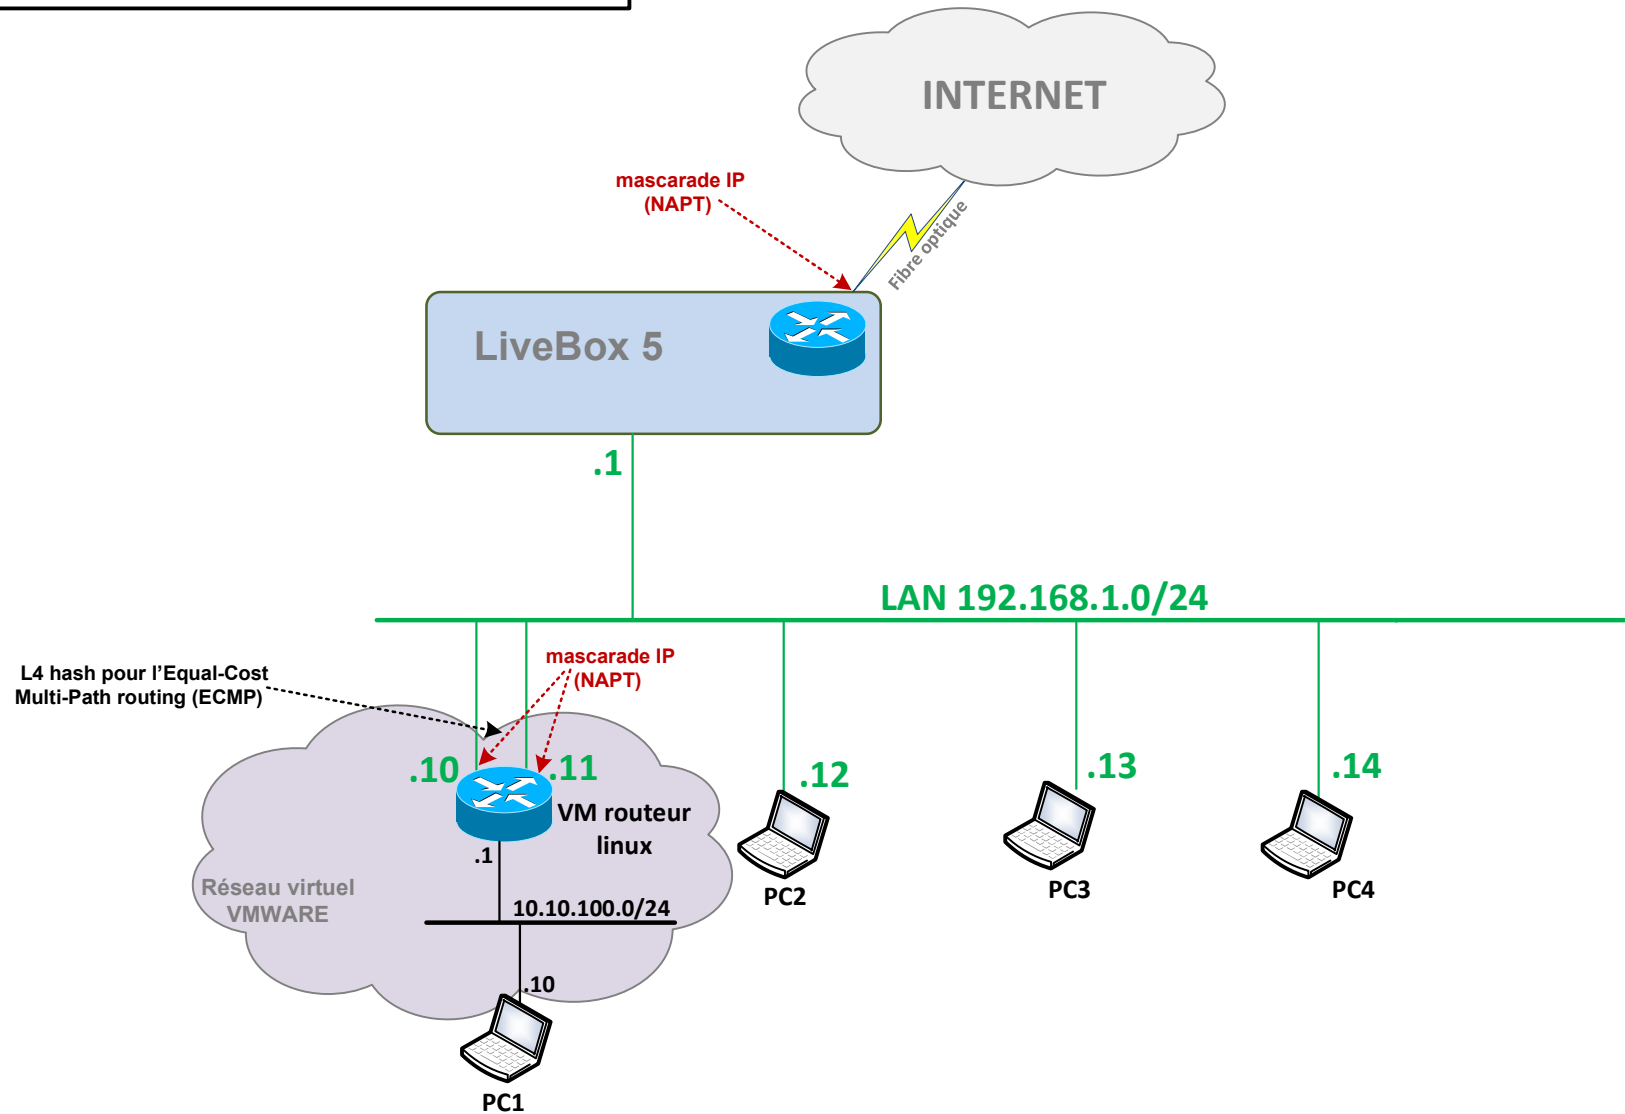 INTERNET
mascarade IP
(NAPT)
Fibre optique
LiveBox 5
.1
LAN 192.168.1.0/24
L4 hash pour l'Equal-Cost
Multi-Path routing (ECMP)
mascarade IP
(NAPT)
.10
.11
.12
.13
.14
VM routeur
linux
.1
Réseau virtuel
VMWARE
10.10.100.0/24
PC2
PC3
PC4
.10
PC1